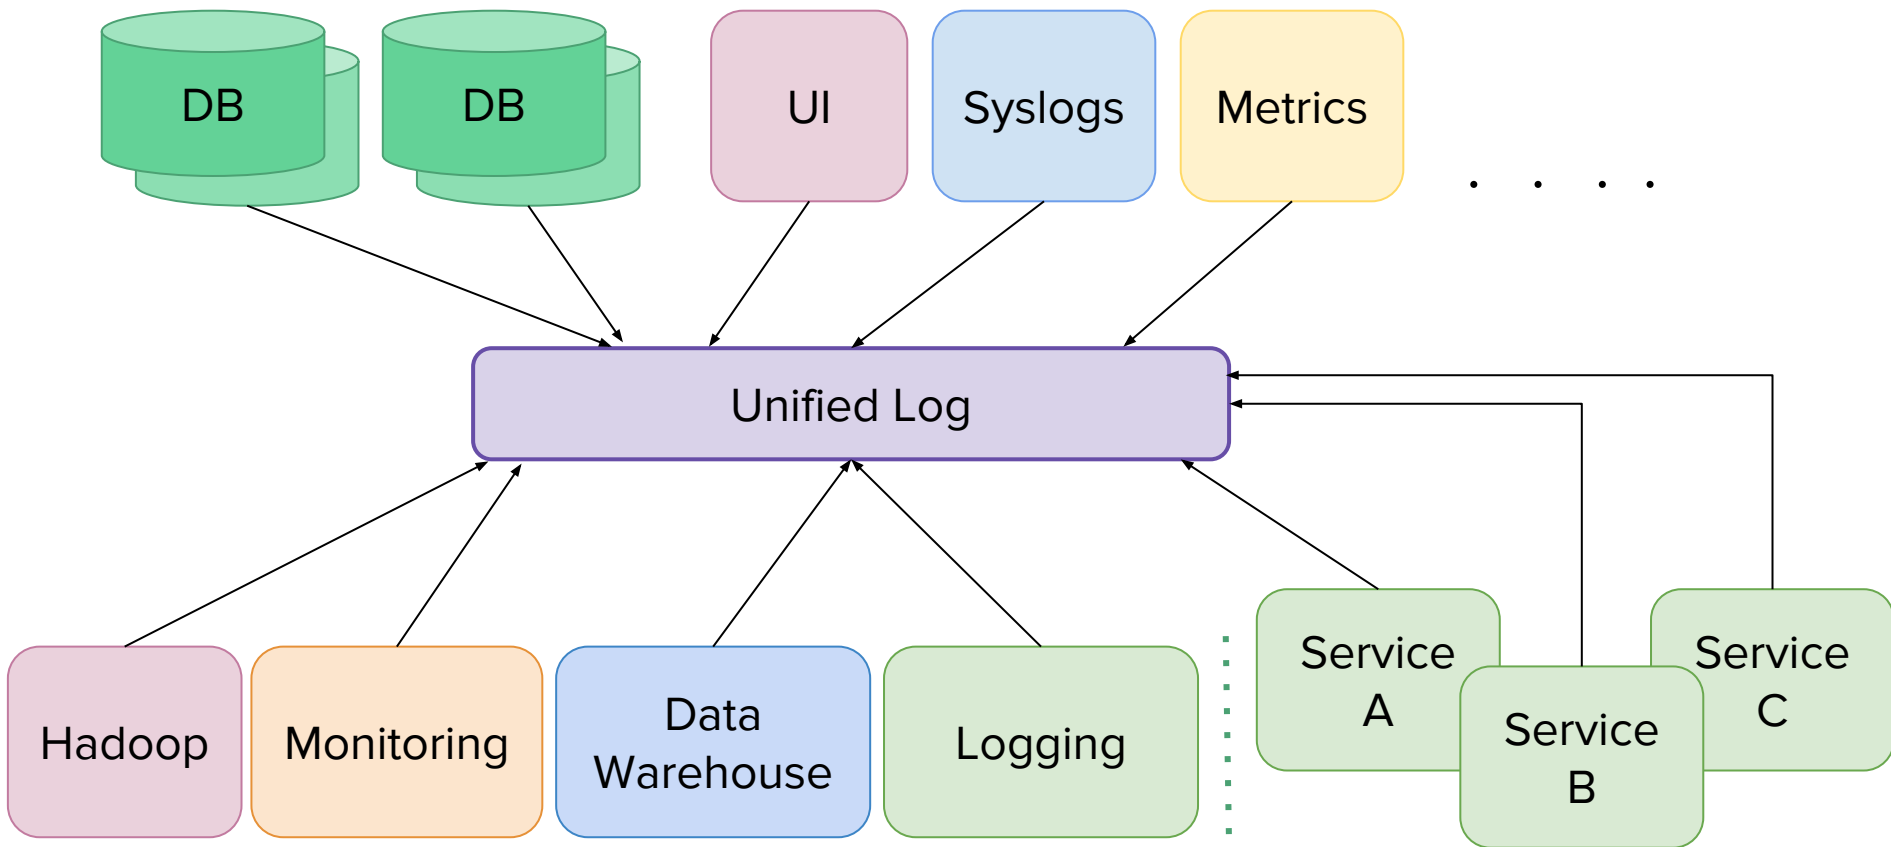 DB
DB
UI
Syslogs
Metrics
. . . .
Unified Log
Hadoop
Monitoring
Data
Warehouse
Logging
Service
A
Service
B
Service
C